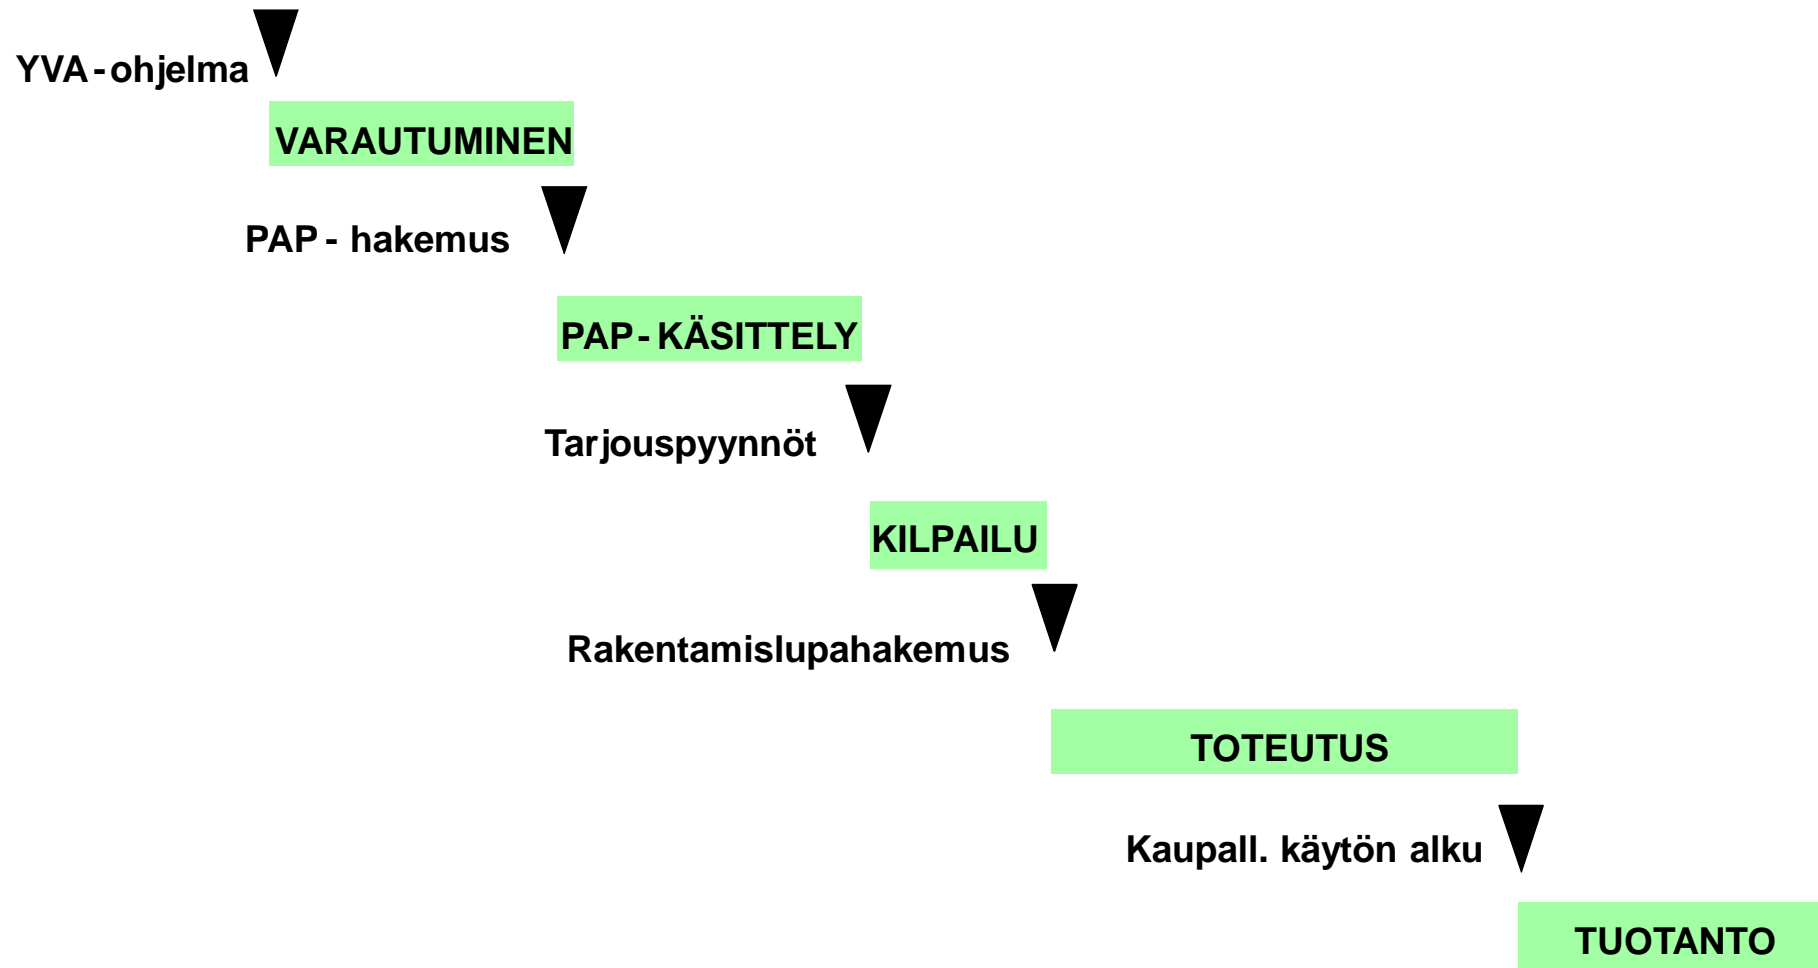 YVA-ohjelma
VARAUTUMINEN
PAP - hakemus
PAP-KÄSITTELY
Tarjouspyynnöt
KILPAILU
Rakentamislupahakemus
TOTEUTUS
Kaupall. käytön alku
TUOTANTO